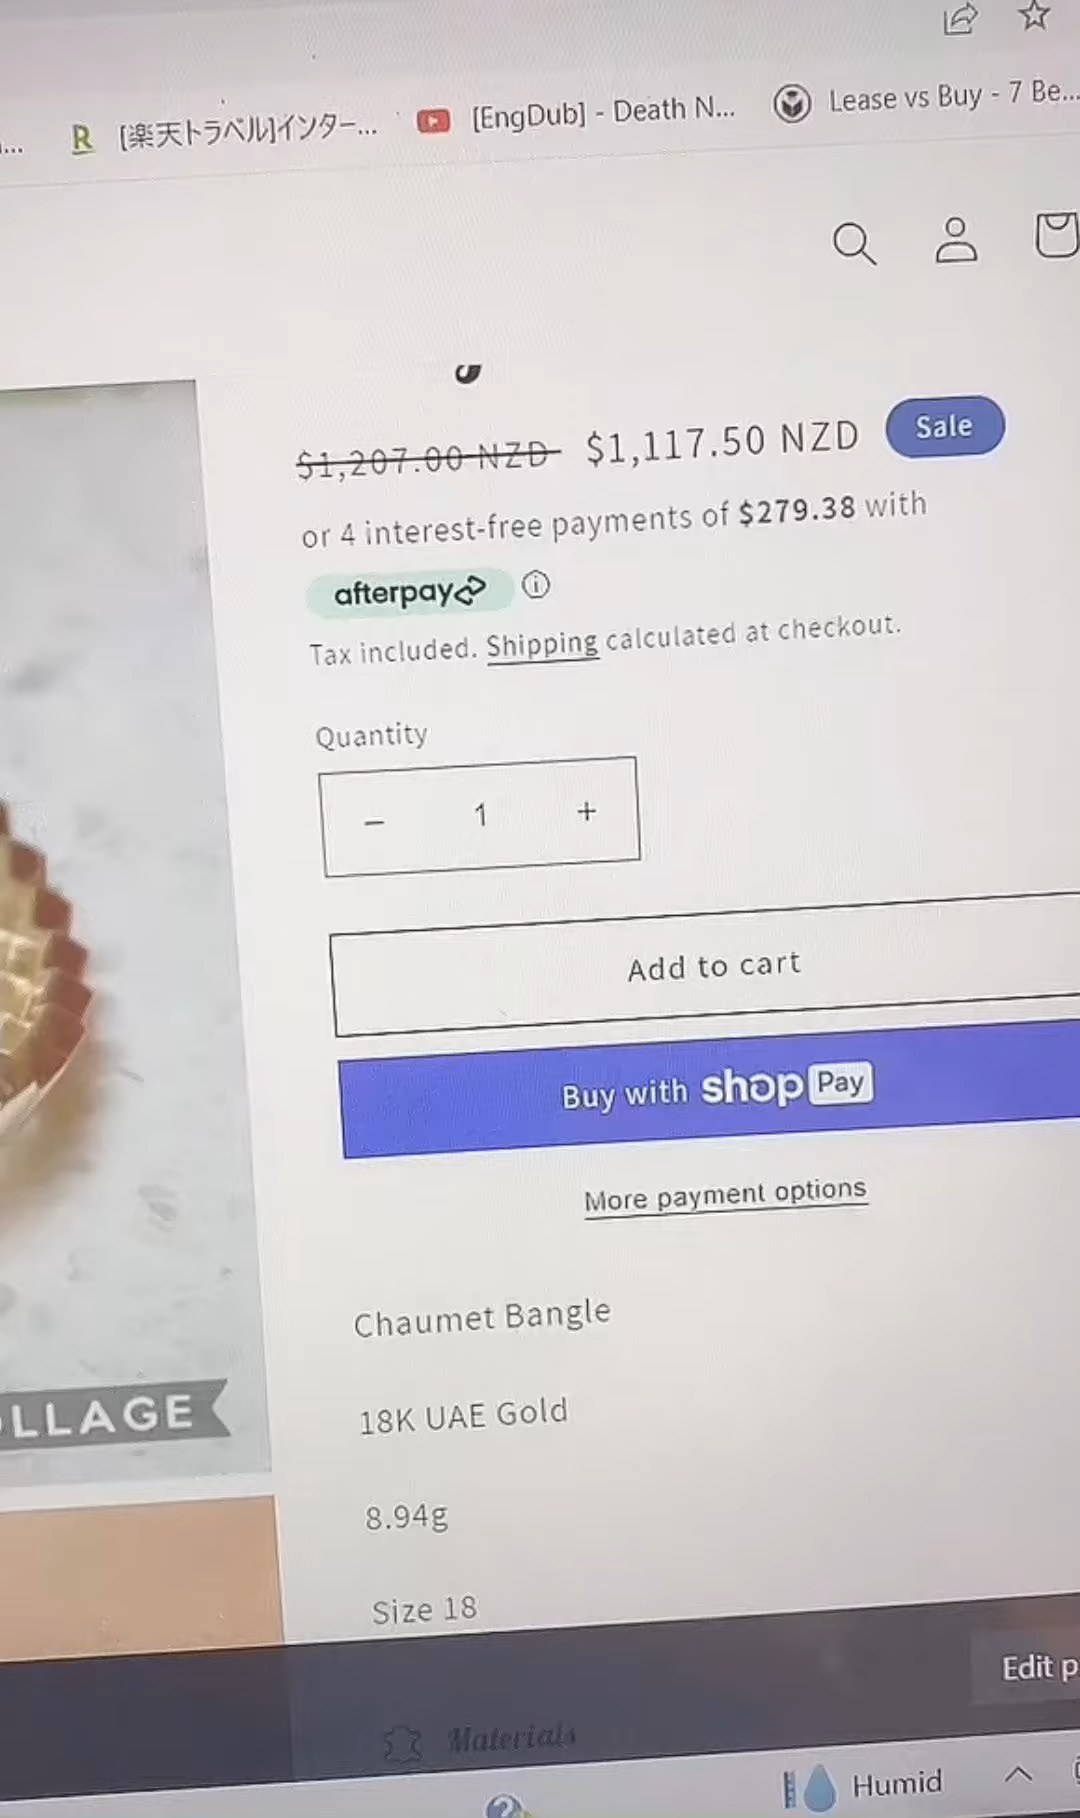 ... [楽天トラベル]インター... [EngDub] - Death N... Lease vs Buy - 7 Be...
$1,207.00 NZD $1,117.50 NZD Sale
or 4 interest-free payments of $279.38 with
afterpay
Tax included. Shipping calculated at checkout.
Quantity
− 1 +
Add to cart
Buy with shop Pay
More payment options
Chaumet Bangle
18K UAE Gold
LLAGE
8.94g
Size 18
Edit p
Materials
Humid